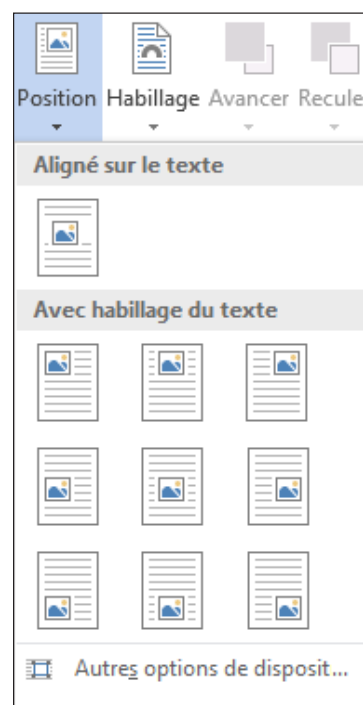 Position Habillage Avancer Recule
Aligné sur le texte
Avec habillage du texte
Autres options de disposit...